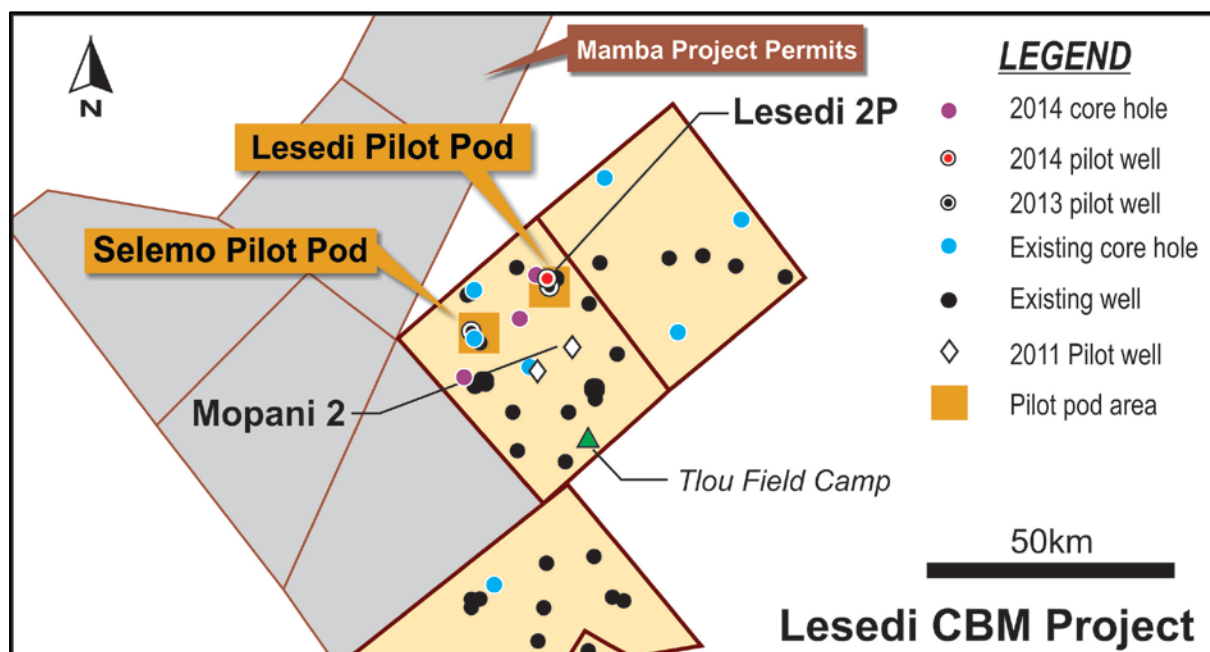 Mamba Project Permits
N
Lesedi 2P
Lesedi Pilot Pod
Selemo Pilot Pod
Mopani 2
Tlou Field Camp
LEGEND
2014 core hole
2014 pilot well
2013 pilot well
Existing core hole
Existing well
2011 Pilot well
Pilot pod area
50km
Lesedi CBM Project